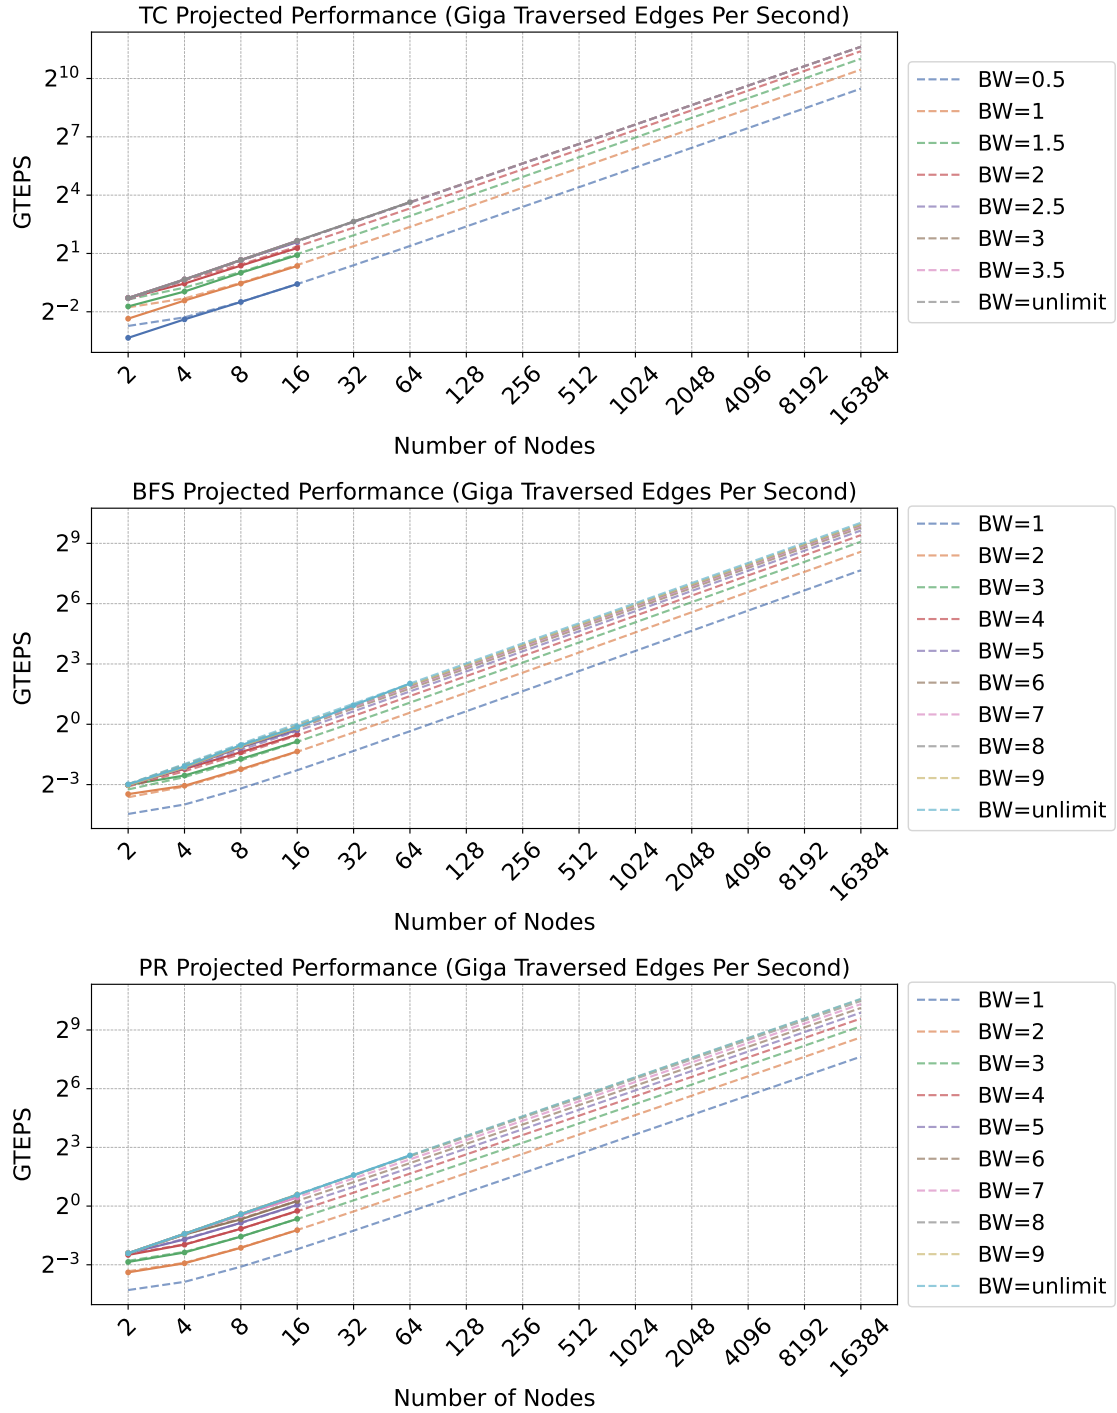 TC Projected Performance (Giga Traversed Edges Per Second)
GTEPS
2^10
2^7
2^4
2^1
2^−2
2 4 8 16 32 64 128 256 512 1024 2048 4096 8192 16384
Number of Nodes
BW=0.5
BW=1
BW=1.5
BW=2
BW=2.5
BW=3
BW=3.5
BW=unlimit
BFS Projected Performance (Giga Traversed Edges Per Second)
GTEPS
2^9
2^6
2^3
2^0
2^−3
2 4 8 16 32 64 128 256 512 1024 2048 4096 8192 16384
Number of Nodes
BW=1
BW=2
BW=3
BW=4
BW=5
BW=6
BW=7
BW=8
BW=9
BW=unlimit
PR Projected Performance (Giga Traversed Edges Per Second)
GTEPS
2^9
2^6
2^3
2^0
2^−3
2 4 8 16 32 64 128 256 512 1024 2048 4096 8192 16384
Number of Nodes
BW=1
BW=2
BW=3
BW=4
BW=5
BW=6
BW=7
BW=8
BW=9
BW=unlimit